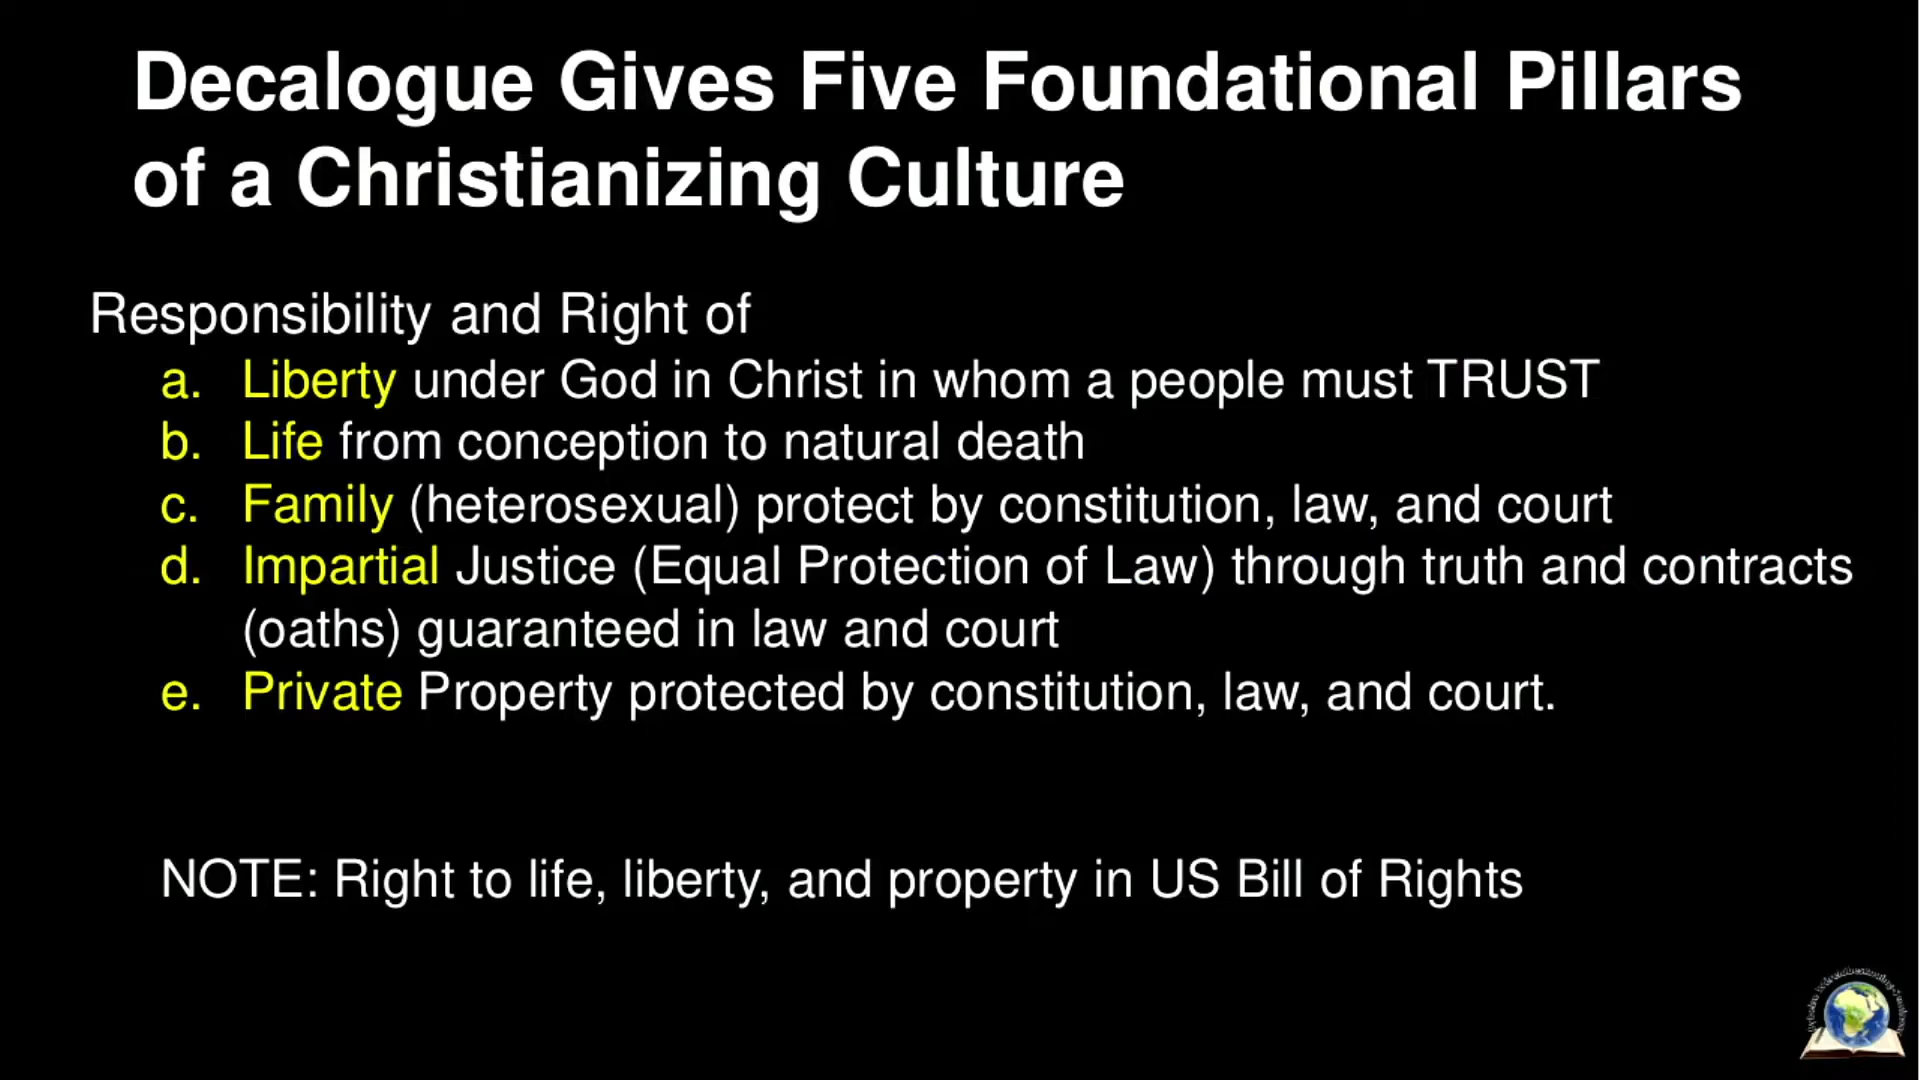 Decalogue Gives Five Foundational Pillars
of a Christianizing Culture
Responsibility and Right of
a. Liberty under God in Christ in whom a people must TRUST
b. Life from conception to natural death
c. Family (heterosexual) protect by constitution, law, and court
d. Impartial Justice (Equal Protection of Law) through truth and contracts
(oaths) guaranteed in law and court
e. Private Property protected by constitution, law, and court.
NOTE: Right to life, liberty, and property in US Bill of Rights